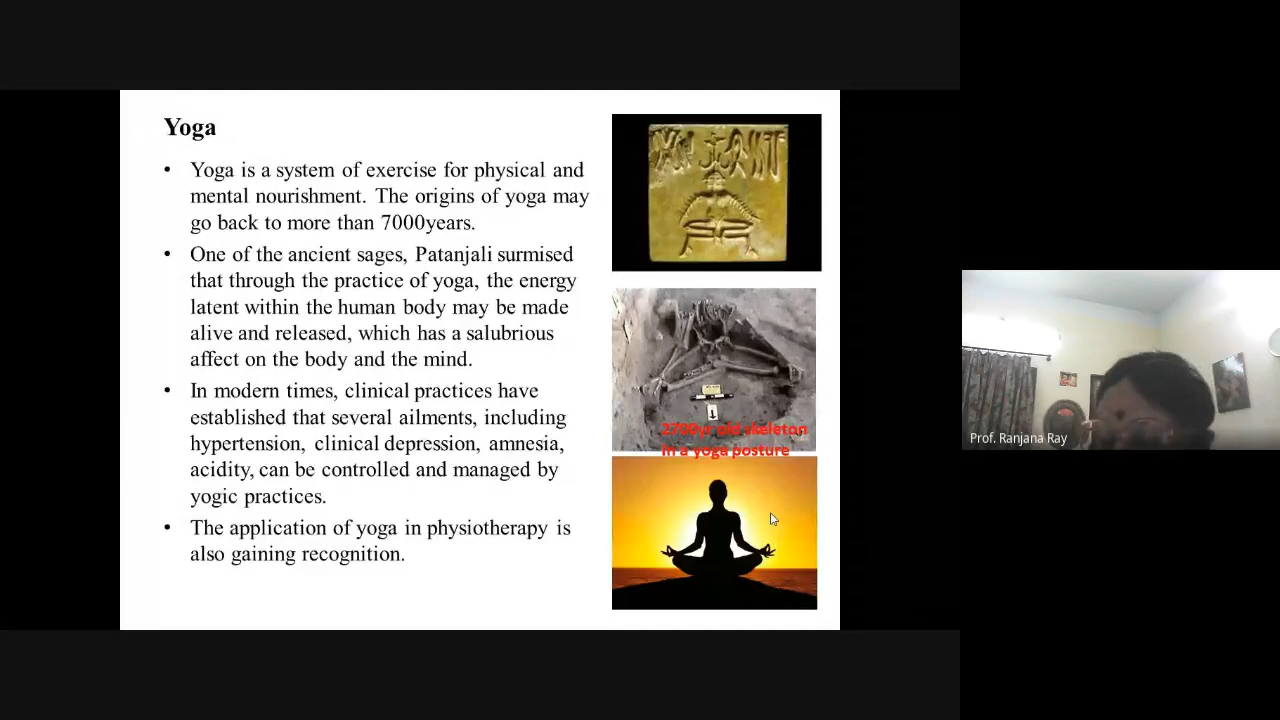 Yoga
• Yoga is a system of exercise for physical and
mental nourishment. The origins of yoga may
go back to more than 7000years.
• One of the ancient sages, Patanjali surmised
that through the practice of yoga, the energy
latent within the human body may be made
alive and released, which has a salubrious
affect on the body and the mind.
• In modern times, clinical practices have
established that several ailments, including
hypertension, clinical depression, amnesia,
acidity, can be controlled and managed by
yogic practices.
• The application of yoga in physiotherapy is
also gaining recognition.
2700yr old skeleton
in a yoga posture
Prof. Ranjana Ray